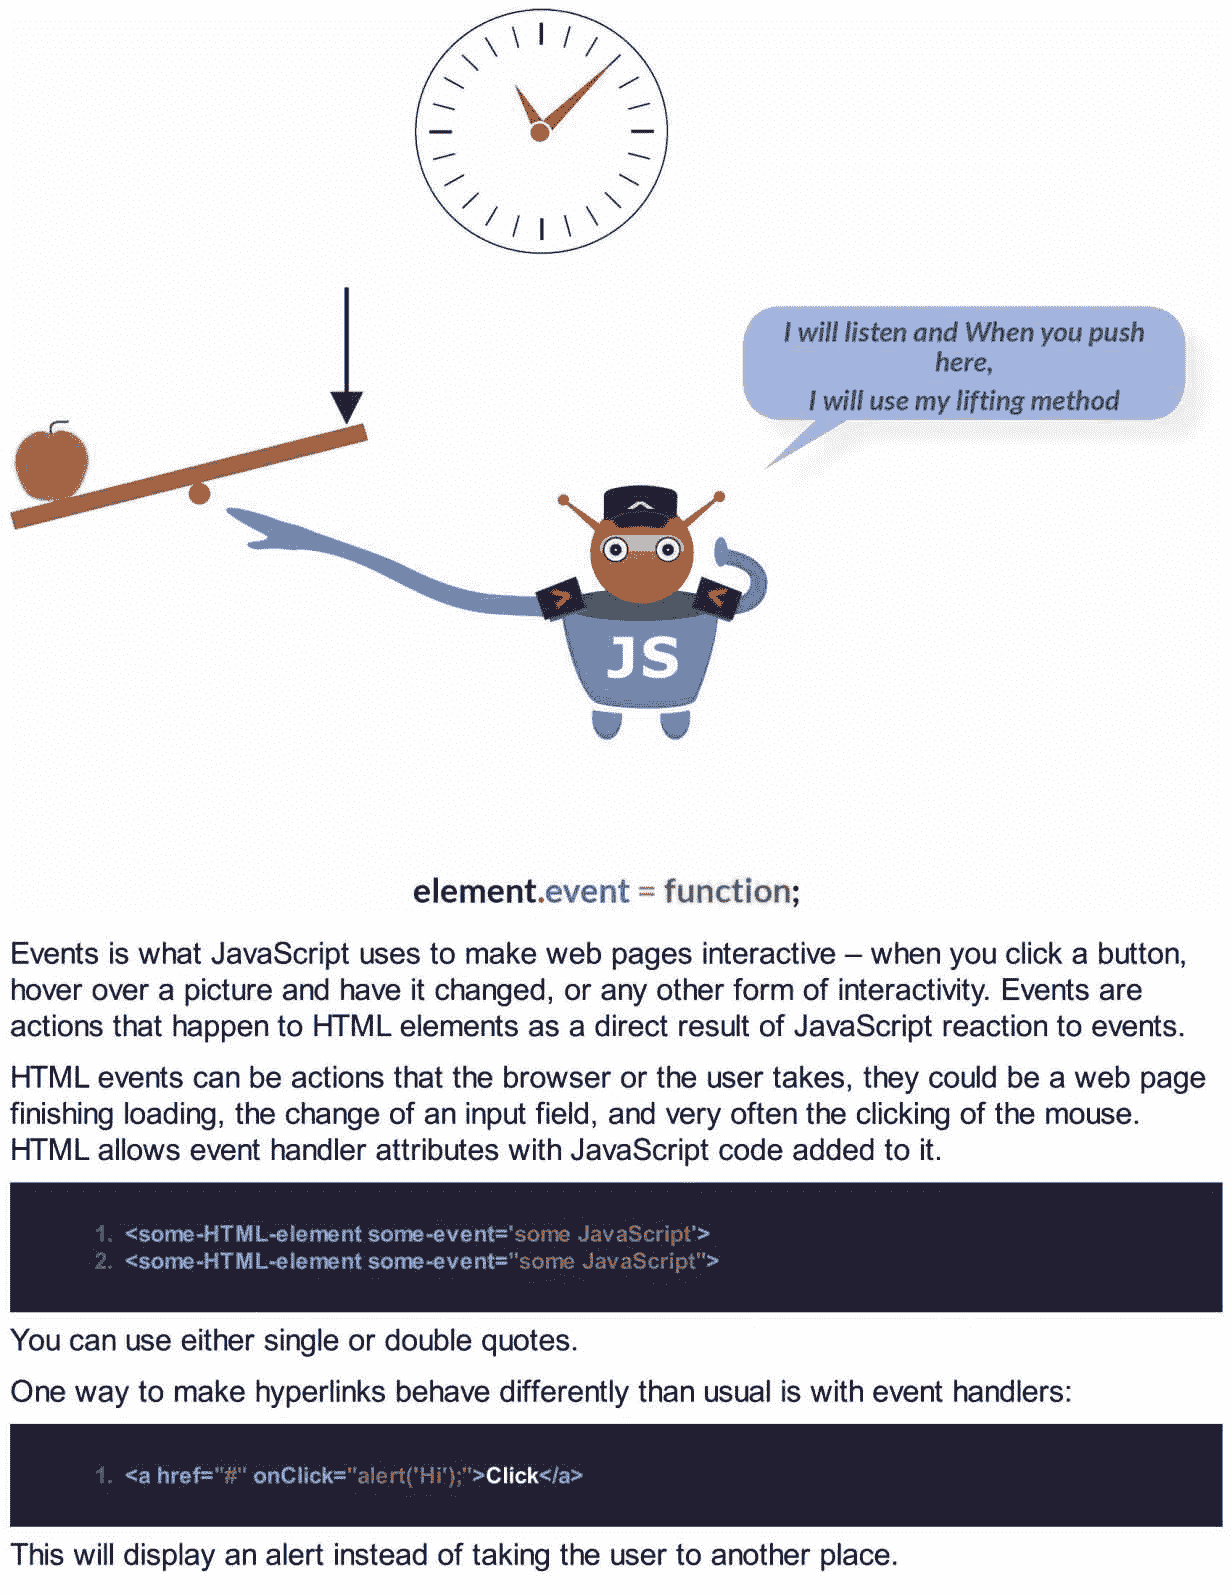 I will listen and When you push
here,
I will use my lifting method
> <
JS
element.event = function;
Events is what JavaScript uses to make web pages interactive – when you click a button,
hover over a picture and have it changed, or any other form of interactivity. Events are
actions that happen to HTML elements as a direct result of JavaScript reaction to events.
HTML events can be actions that the browser or the user takes, they could be a web page
finishing loading, the change of an input field, and very often the clicking of the mouse.
HTML allows event handler attributes with JavaScript code added to it.
1. <some-HTML-element some-event='some JavaScript'>
2. <some-HTML-element some-event="some JavaScript">
You can use either single or double quotes.
One way to make hyperlinks behave differently than usual is with event handlers:
1. <a href="#" onClick="alert('Hi');">Click</a>
This will display an alert instead of taking the user to another place.